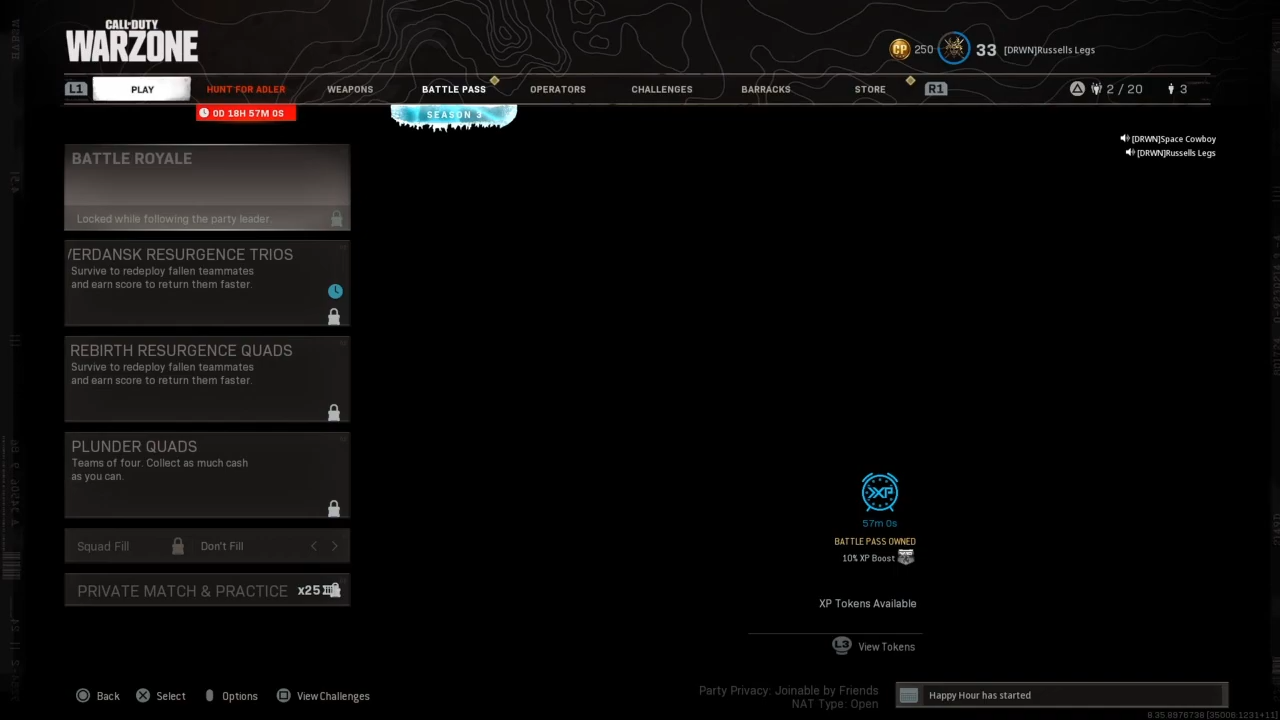 CALL OF DUTY
WARZONE
CP 250 33 [DRWN]Russells Legs
L1 PLAY HUNT FOR ADLER WEAPONS BATTLE PASS OPERATORS CHALLENGES BARRACKS STORE R1 2 / 20 3
0D 18H 57M 0S
SEASON 3
[DRWN]Space Cowboy
[DRWN]Russells Legs
BATTLE ROYALE
Locked while following the party leader.
VERDANSK RESURGENCE TRIOS
Survive to redeploy fallen teammates
and earn score to return them faster.
REBIRTH RESURGENCE QUADS
Survive to redeploy fallen teammates
and earn score to return them faster.
PLUNDER QUADS
Teams of four. Collect as much cash
as you can.
Squad Fill Don't Fill
PRIVATE MATCH & PRACTICE x25
XP
57m 0s
BATTLE PASS OWNED
10% XP Boost
XP Tokens Available
L3 View Tokens
Back Select Options View Challenges
Party Privacy: Joinable by Friends
NAT Type: Open
Happy Hour has started